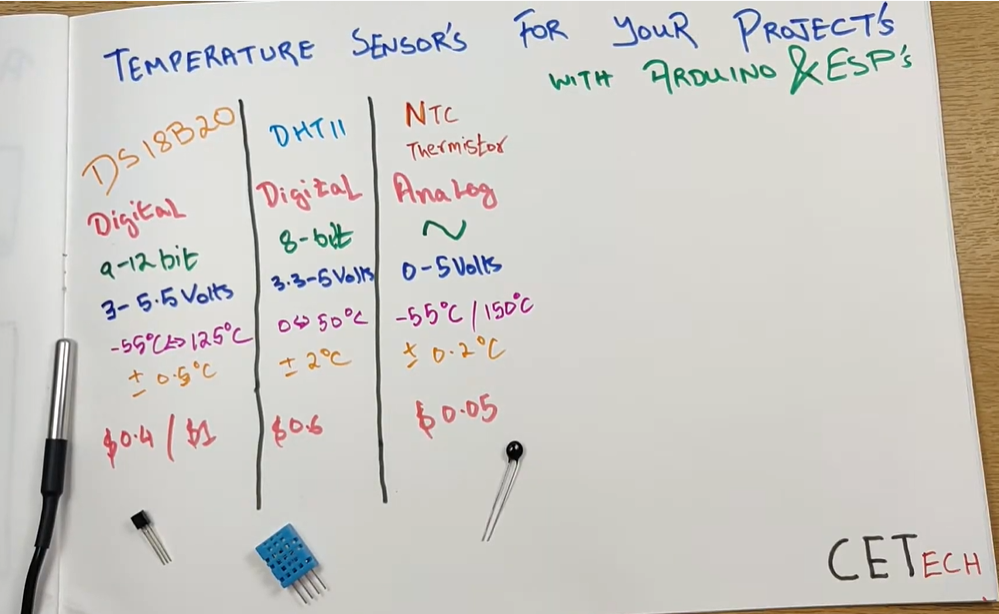 TEMPERATURE SENSOR'S FOR YOUR PROJECT'S
WITH ARDUINO & ESP's
DS18B20
Digital
9-12 bit
3-5.5 Volts
-55°C↔125°C
± 0.5°C
$0.4 / $1
DHT11
Digital
8-bit
3.3-5 Volts
0↔50°C
± 2°C
$0.6
NTC
Thermistor
Analog
~
0-5 Volts
-55°C / 150°C
± 0.2°C
$0.05
CETECH